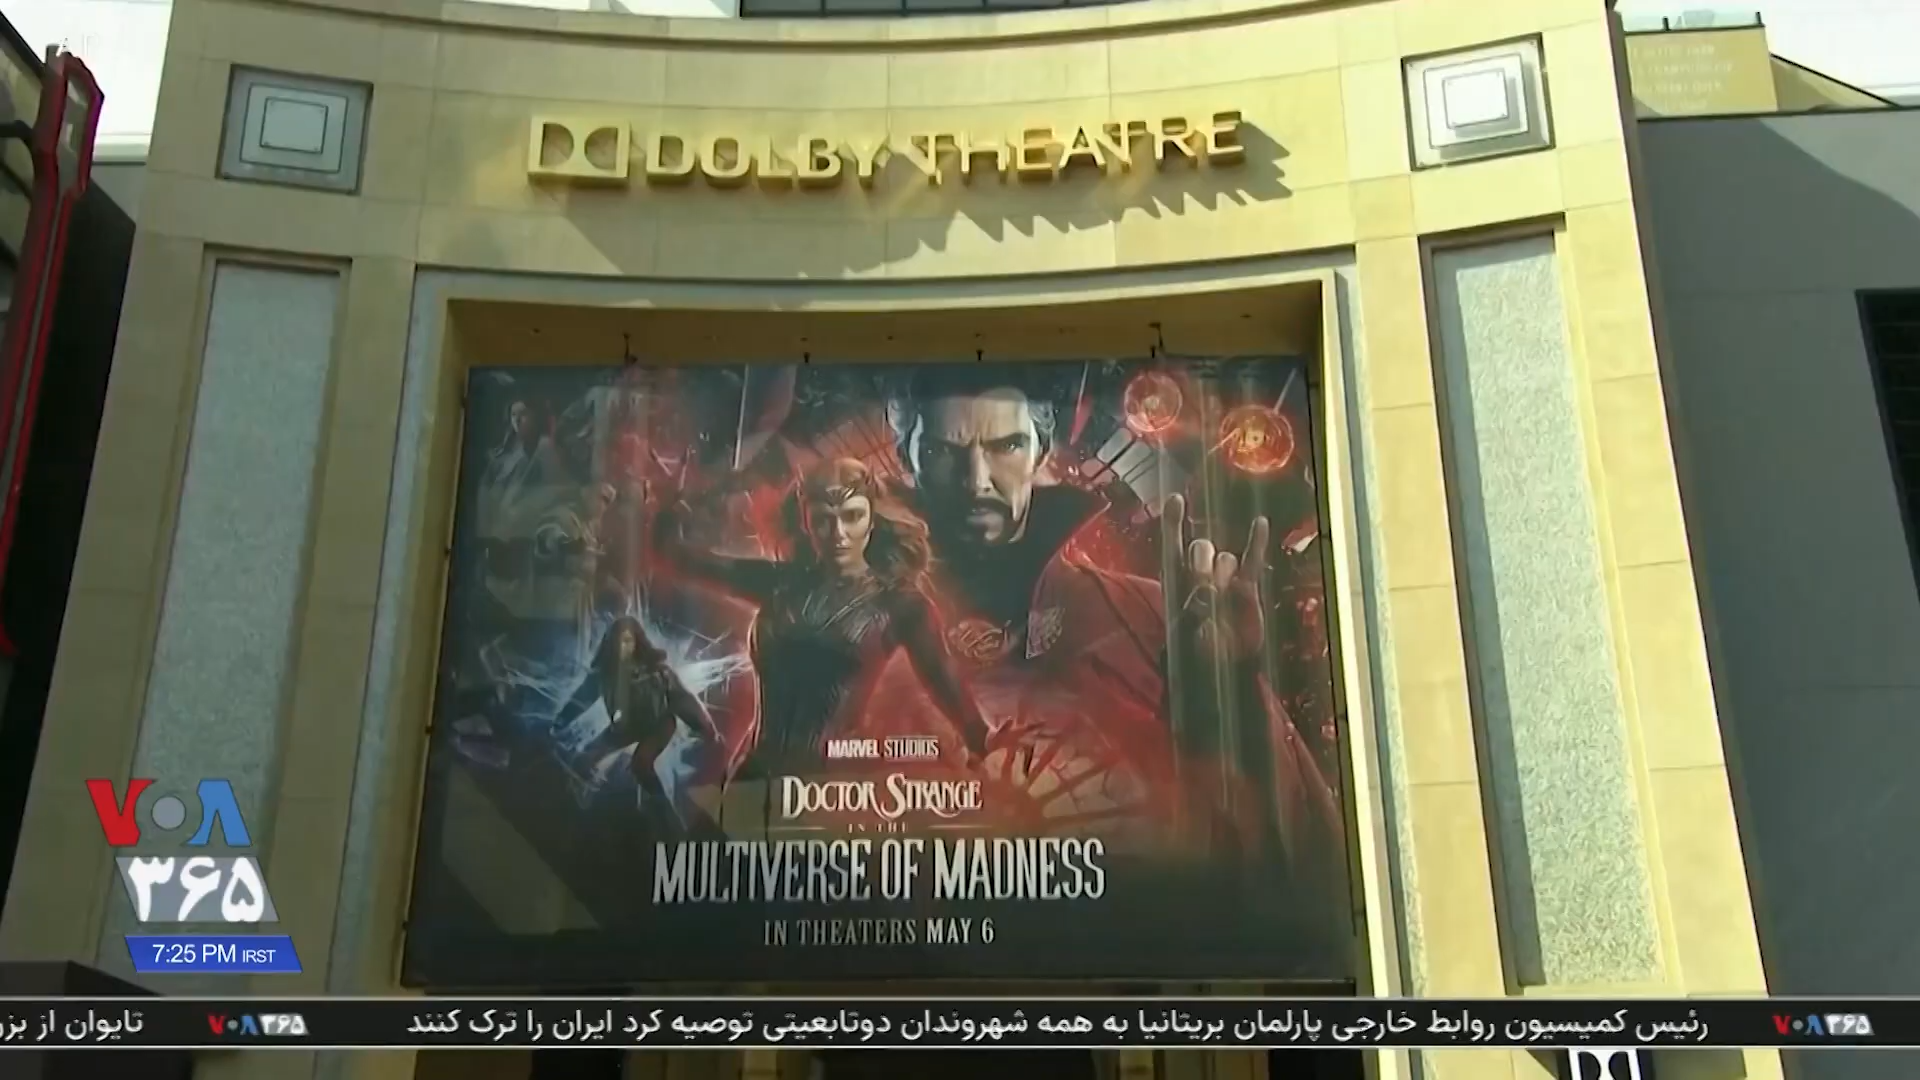 DOLBY THEATRE
MARVEL STUDIOS
DOCTOR STRANGE
IN THE
MULTIVERSE OF MADNESS
IN THEATERS MAY 6
VOA
۳۶۵
7:25 PM IRST
VOA۳۶۵ رئیس کمیسیون روابط خارجی پارلمان بریتانیا به همه شهروندان دوتابعیتی توصیه کرد ایران را ترک کنند VOA۳۶۵ تایوان از